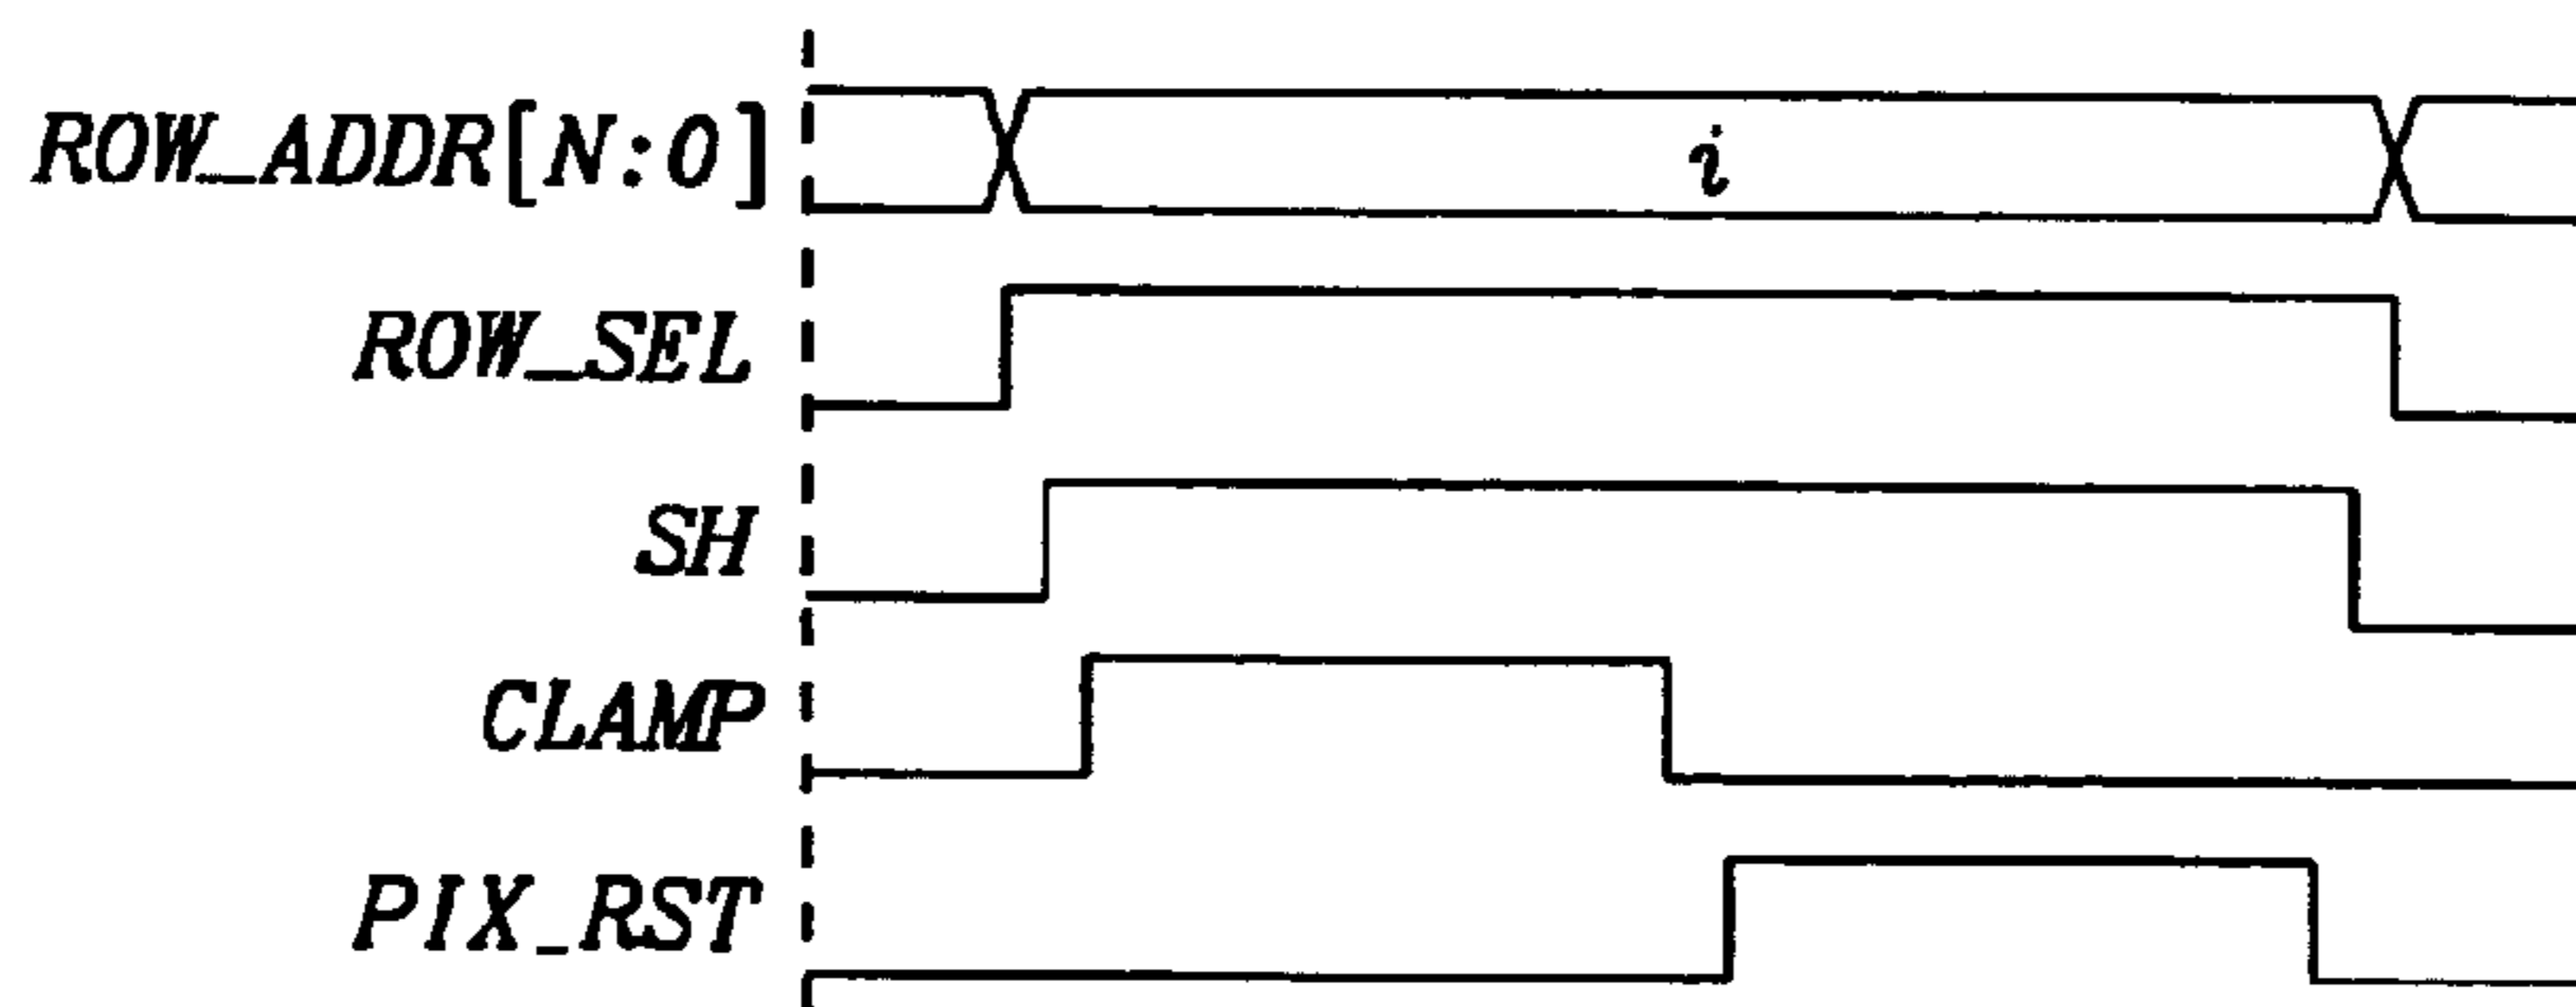 ROW_ADDR[N:0]
i
ROW_SEL
SH
CLAMP
PIX_RST